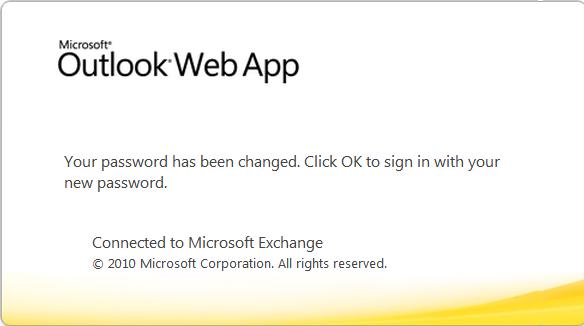 Microsoft®
Outlook® Web App
Your password has been changed. Click OK to sign in with your
new password.
Connected to Microsoft Exchange
© 2010 Microsoft Corporation. All rights reserved.